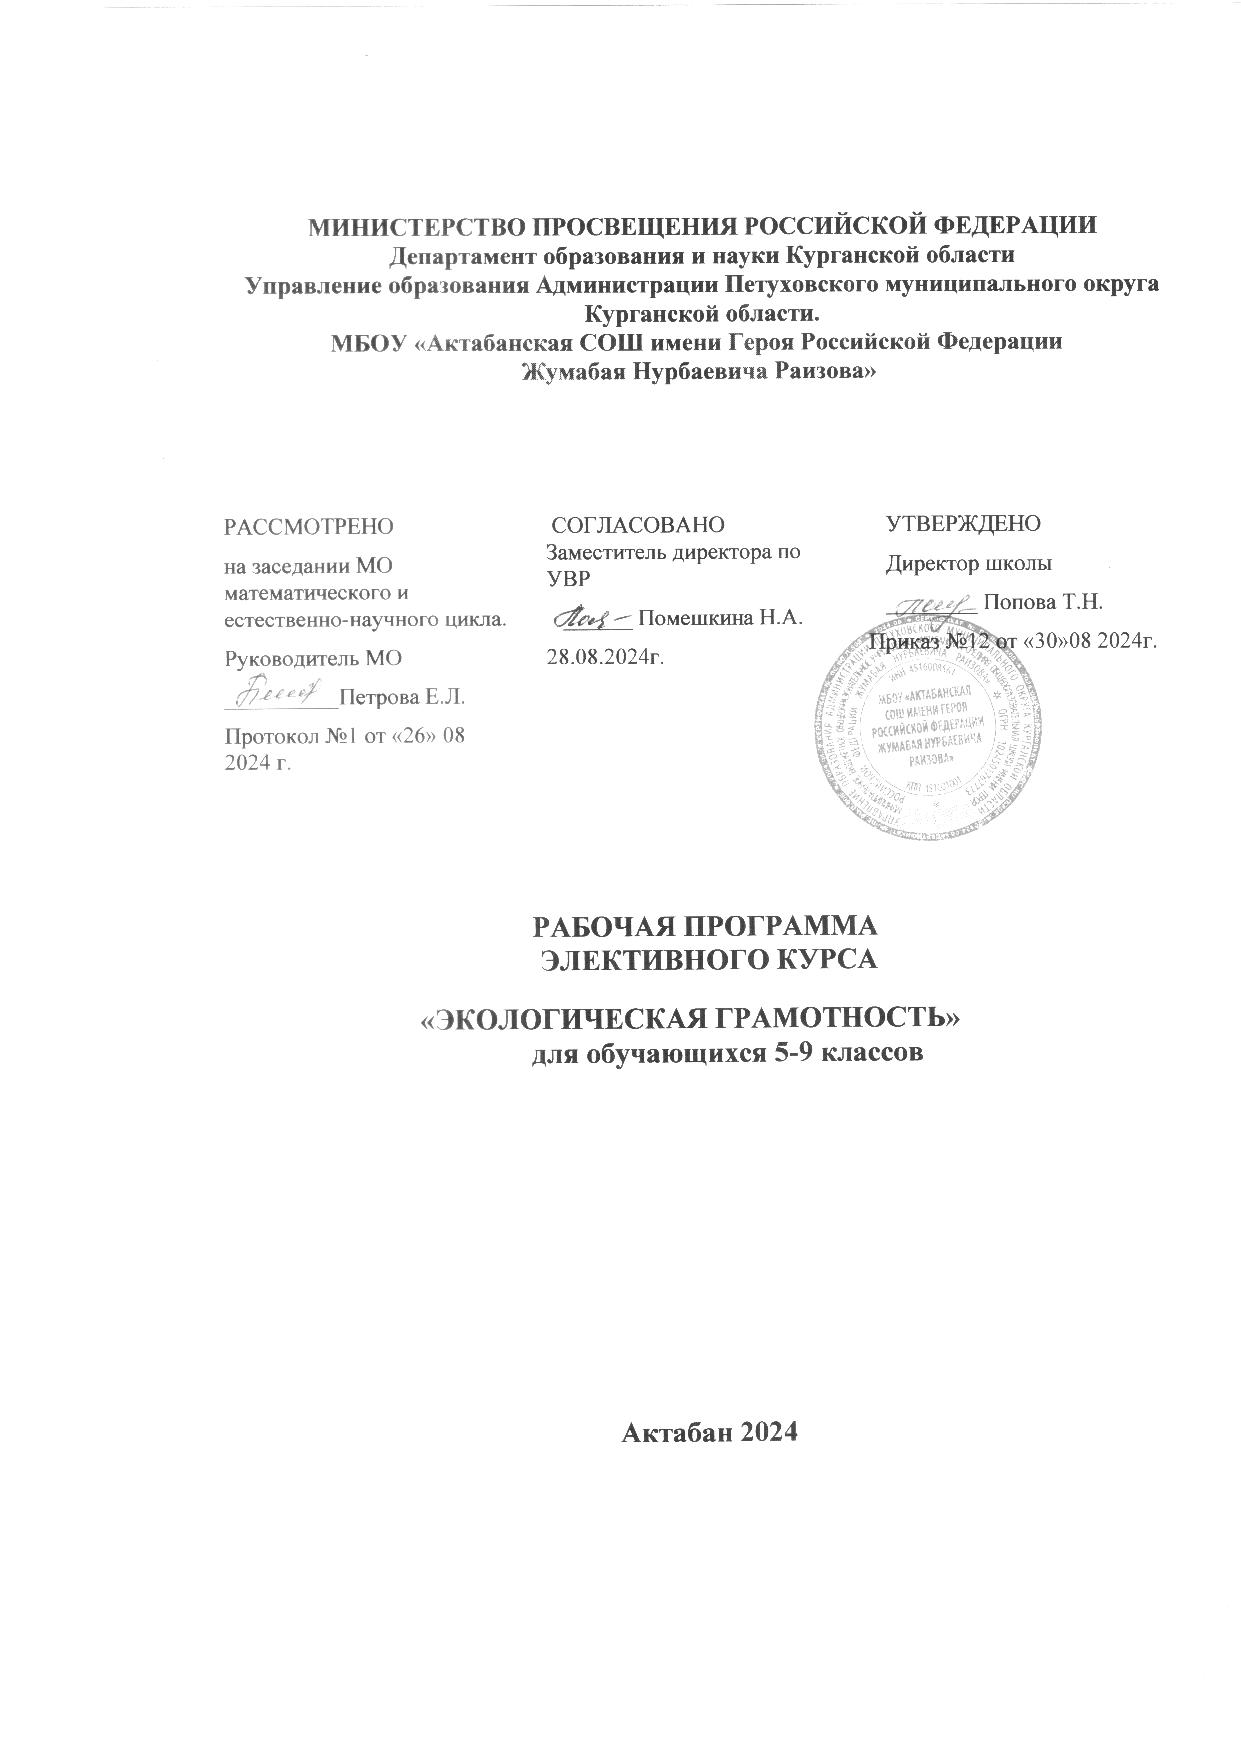 МИНИСТЕРСТВО ПРОСВЕЩЕНИЯ РОССИЙСКОЙ ФЕДЕРАЦИИ
Департамент образования и науки Курганской области
Управление образования Администрации Петуховского муниципального округа
Курганской области.
МБОУ «Актабанская СОШ имени Героя Российской Федерации
Жумабая Нурбаевича Раизова»
РАССМОТРЕНО
на заседании МО
математического и
естественно-научного цикла.
Руководитель МО
____________Петрова Е.Л.
Протокол №1 от «26» 08
2024 г.
СОГЛАСОВАНО
Заместитель директора по
УВР
________ Помешкина Н.А.
28.08.2024г.
УТВЕРЖДЕНО
Директор школы
_________ Попова Т.Н.
Приказ №12 от «30»08 2024г.
МБОУ «АКТАБАНСКАЯ
СОШ ИМЕНИ ГЕРОЯ
РОССИЙСКОЙ ФЕДЕРАЦИИ
ЖУМАБАЯ НУРБАЕВИЧА
РАИЗОВА»
РАБОЧАЯ ПРОГРАММА
ЭЛЕКТИВНОГО КУРСА
«ЭКОЛОГИЧЕСКАЯ ГРАМОТНОСТЬ»
для обучающихся 5-9 классов
Актабан 2024